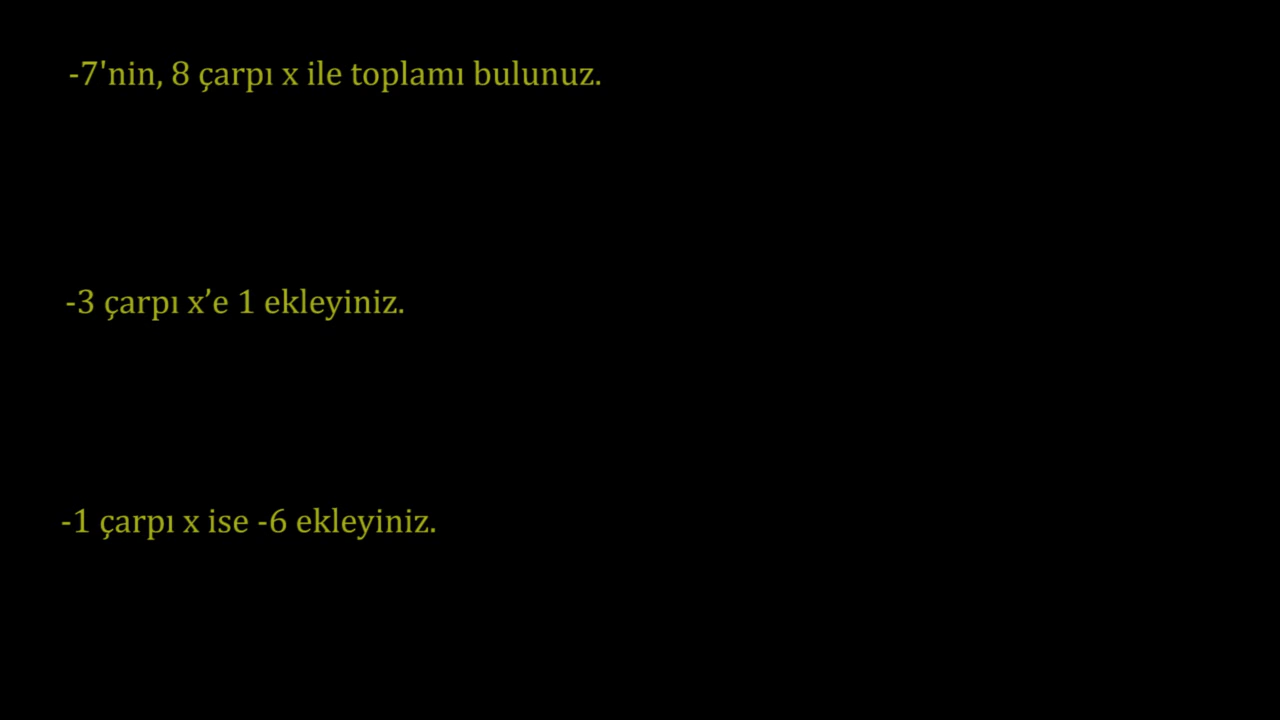 -7'nin, 8 çarpı x ile toplamı bulunuz.
-3 çarpı x’e 1 ekleyiniz.
-1 çarpı x ise -6 ekleyiniz.